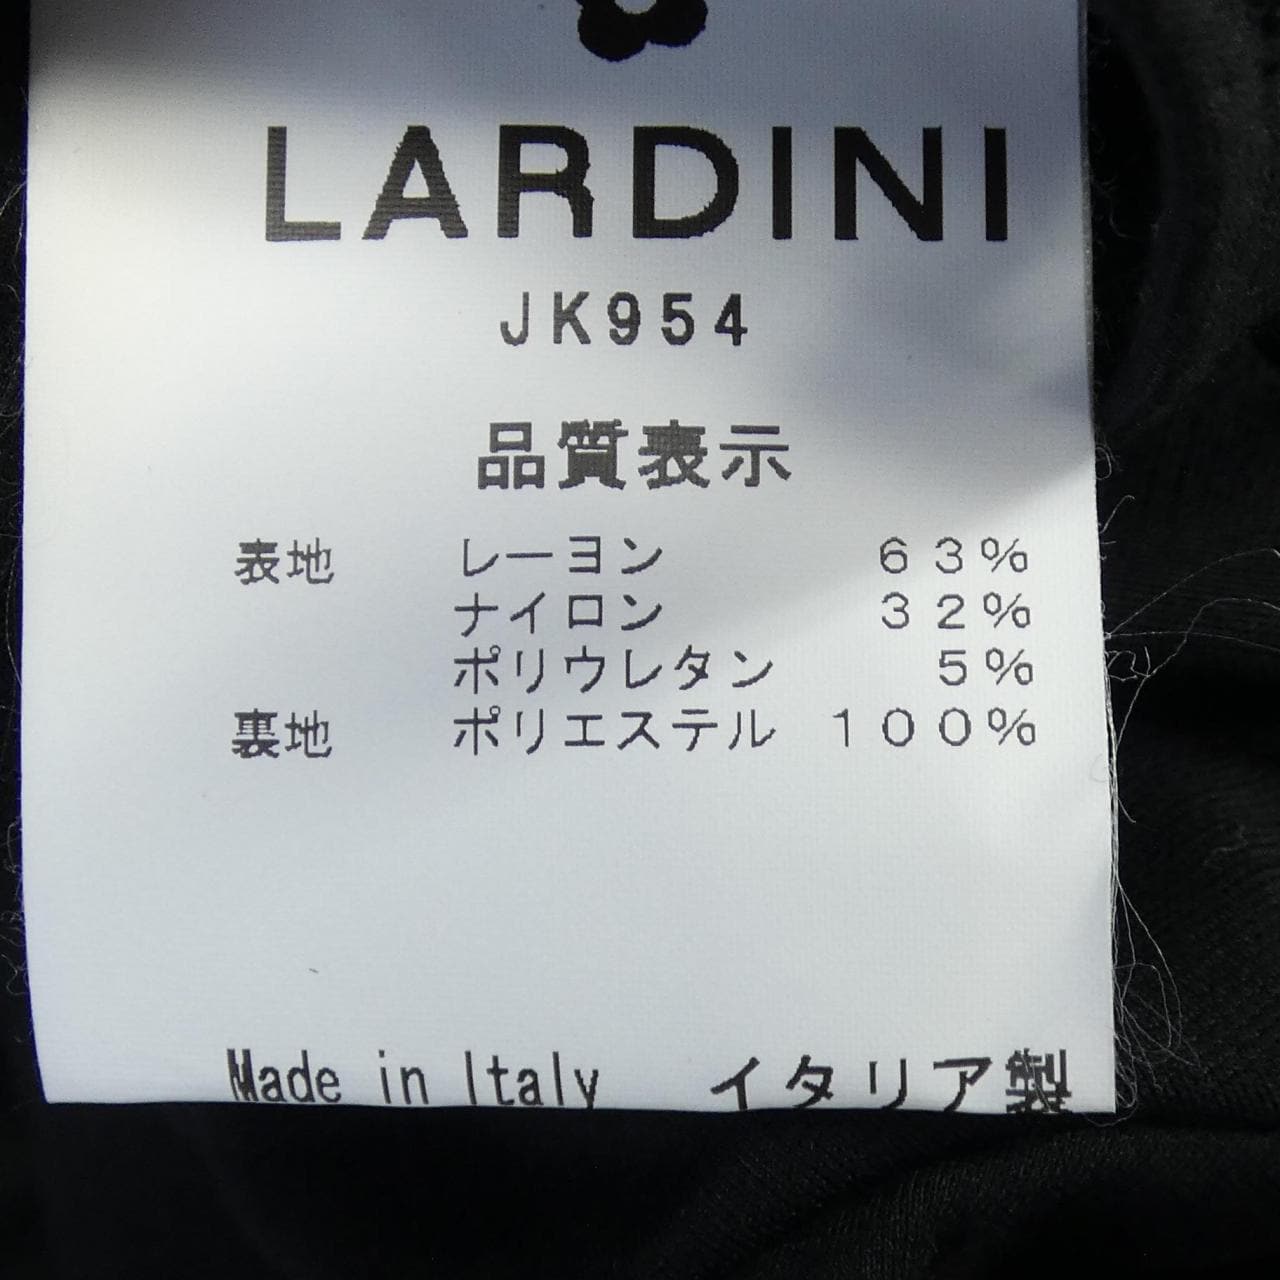 LARDINI
JK954
品質表示
表地 レーヨン 63%
ナイロン 32%
ポリウレタン 5%
裏地 ポリエステル 100%
Made in Italy イタリア製